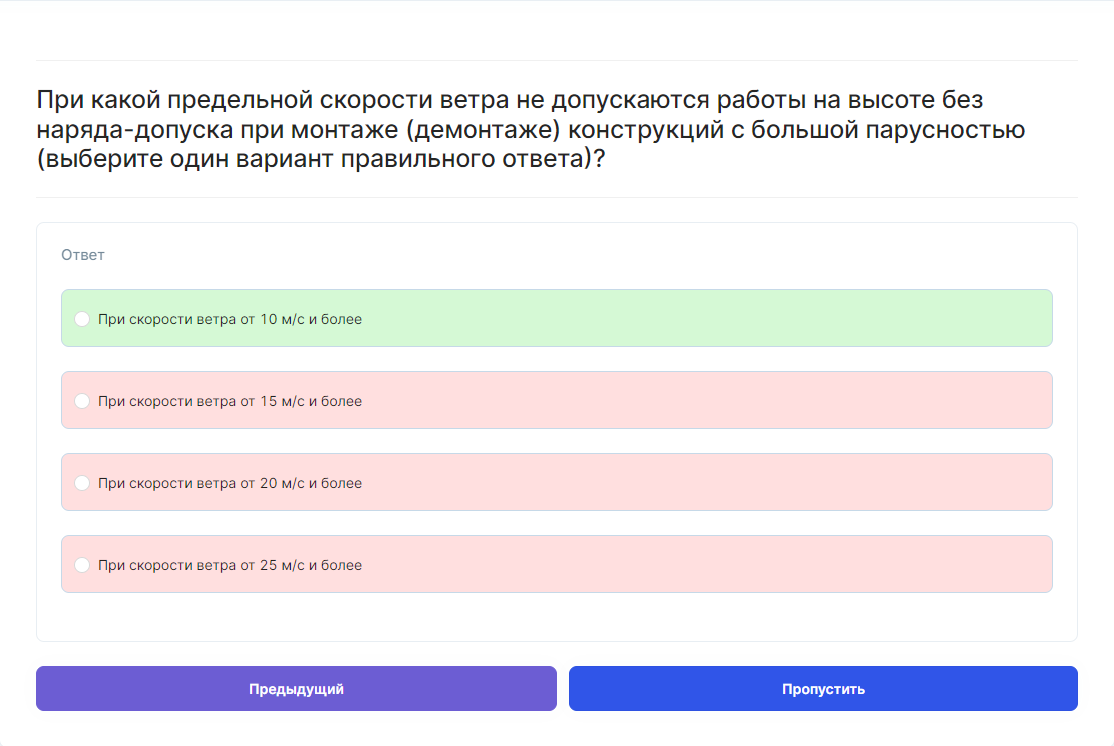 При какой предельной скорости ветра не допускаются работы на высоте без
наряда-допуска при монтаже (демонтаже) конструкций с большой парусностью
(выберите один вариант правильного ответа)?
Ответ
При скорости ветра от 10 м/с и более
При скорости ветра от 15 м/с и более
При скорости ветра от 20 м/с и более
При скорости ветра от 25 м/с и более
Предыдущий
Пропустить